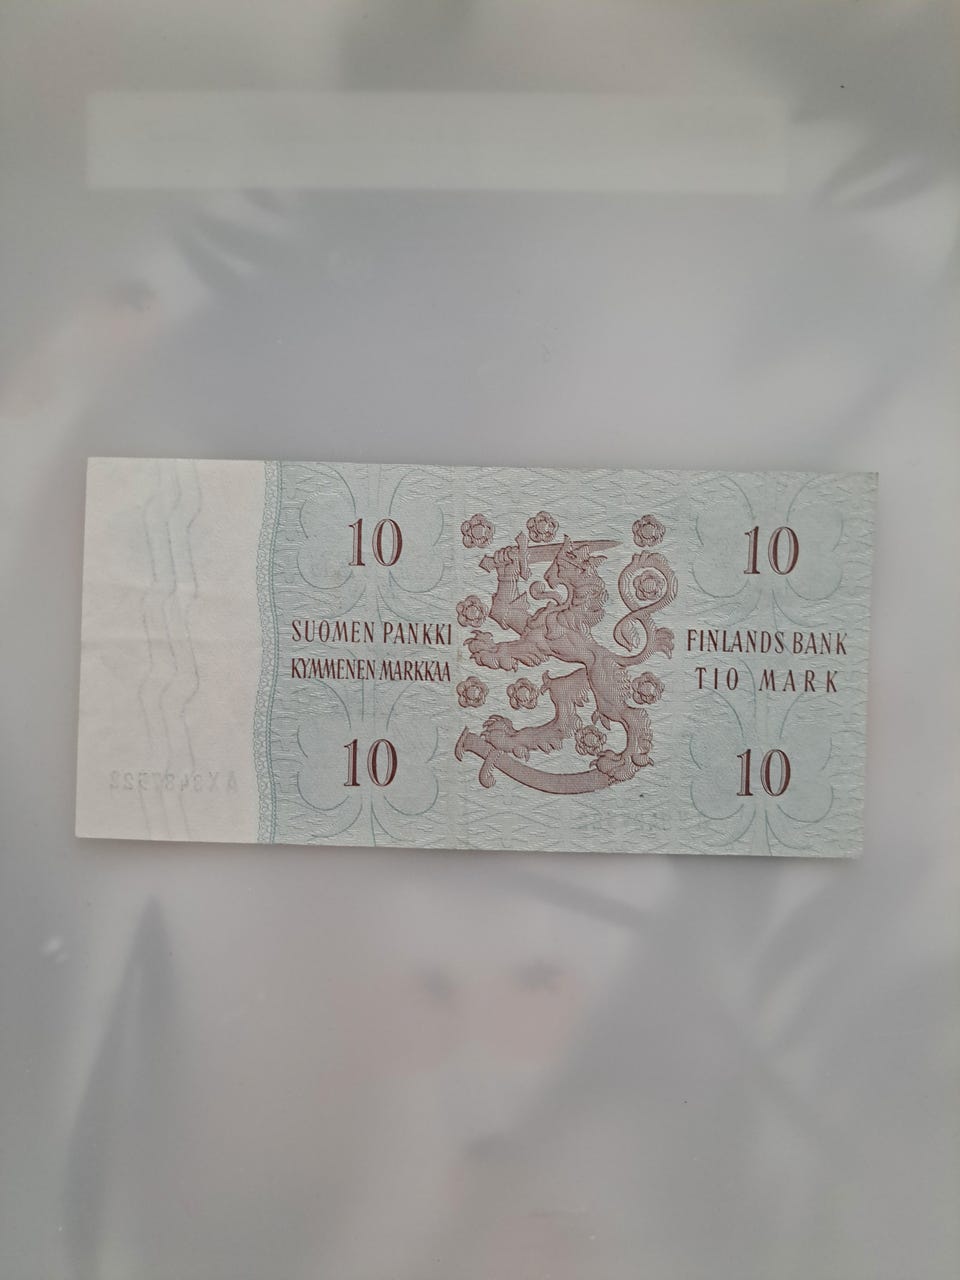 10
10
SUOMEN PANKKI
KYMMENEN MARKKAA
FINLANDS BANK
TIO MARK
10
10